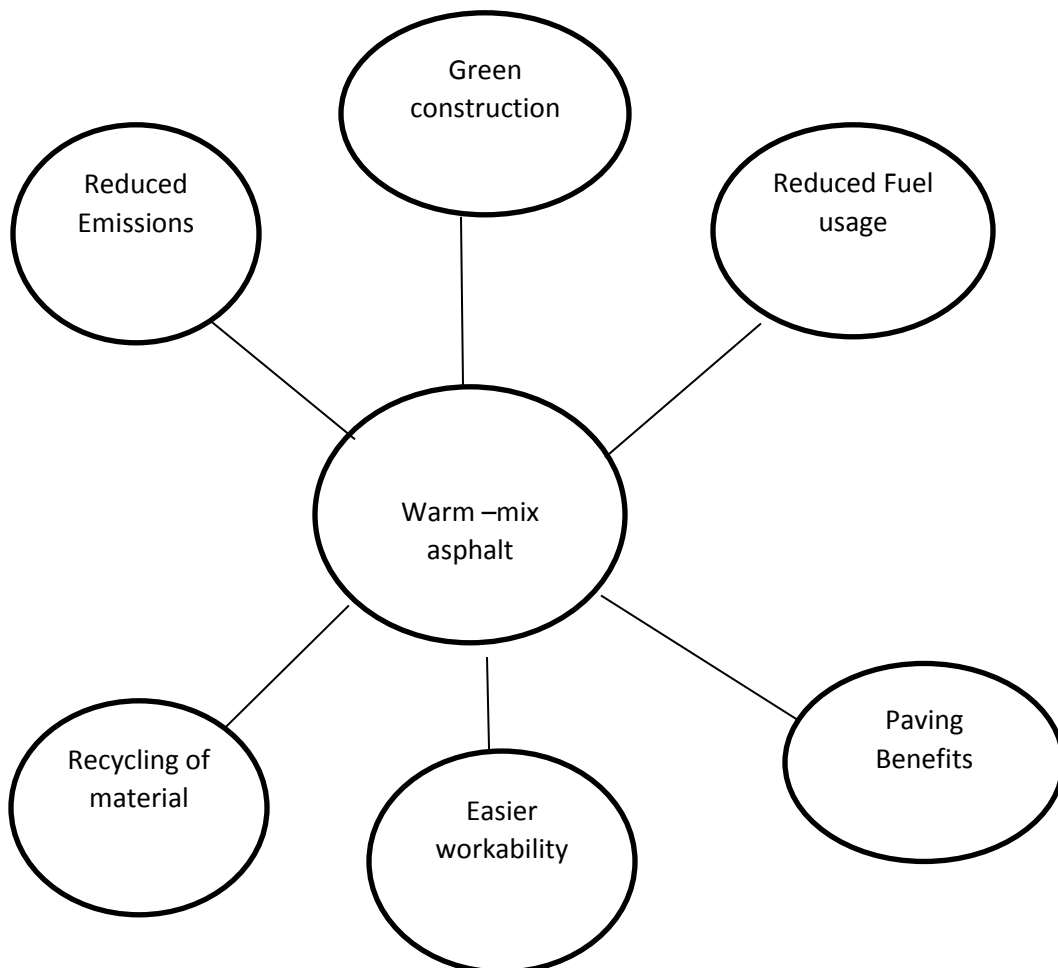 Green
construction
Reduced
Emissions
Reduced Fuel
usage
Warm –mix
asphalt
Recycling of
material
Easier
workability
Paving
Benefits